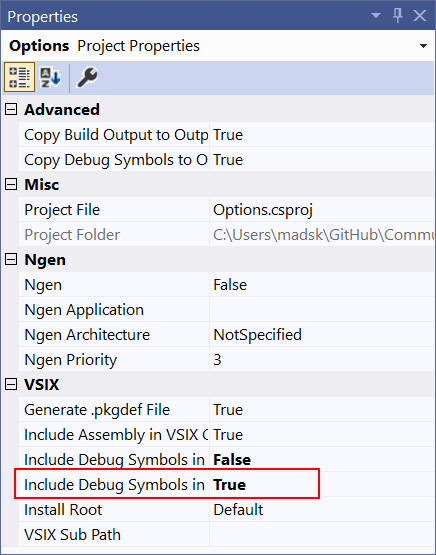 Properties
Options Project Properties
Advanced
Copy Build Output to Outp True
Copy Debug Symbols to O True
Misc
Project File Options.csproj
Project Folder C:\Users\madsk\GitHub\Commu
Ngen
Ngen False
Ngen Application
Ngen Architecture NotSpecified
Ngen Priority 3
VSIX
Generate .pkgdef File True
Include Assembly in VSIX C True
Include Debug Symbols in False
Include Debug Symbols in True
Install Root Default
VSIX Sub Path